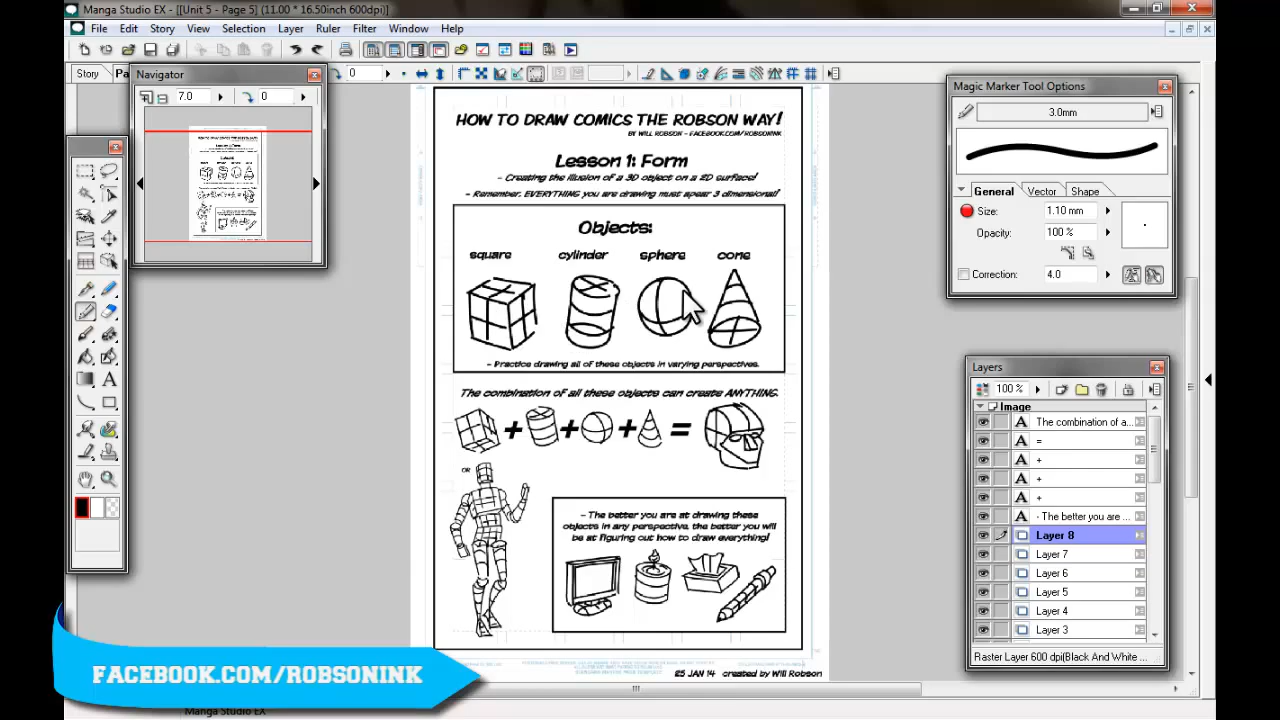 Manga Studio EX - [[Unit 5 - Page 5] (11.00 * 16.50inch 600dpi)]
File Edit Story View Selection Layer Ruler Filter Window Help
Story
Navigator
0
7.0 0
HOW TO DRAW COMICS THE ROBSON WAY!
BY WILL ROBSON - FACEBOOK.COM/ROBSONINK
Lesson 1: Form
- Creating the illusion of a 3D object on a 2D surface!
- Remember, EVERYTHING you are drawing must apear 3 dimensional!
Objects:
square cylinder sphere cone
- Practice drawing all of these objects in varying perspectives.
The combination of all these objects can create ANYTHING.
+ + + =
OR
- The better you are at drawing these
objects in any perspective, the better you will
be at figuring out how to draw everything!
25 JAN 14 created by Will Robson
Magic Marker Tool Options
3.0mm
General Vector Shape
Size: 1.10 mm
Opacity: 100 %
Correction: 4.0
Layers
100 %
Image
A The combination of a...
A =
A +
A +
A +
A - The better you are ...
Layer 8
Layer 7
Layer 6
Layer 5
Layer 4
Layer 3
Raster Layer 600 dpi(Black And White ...
FACEBOOK.COM/ROBSONINK
Manga Studio EX